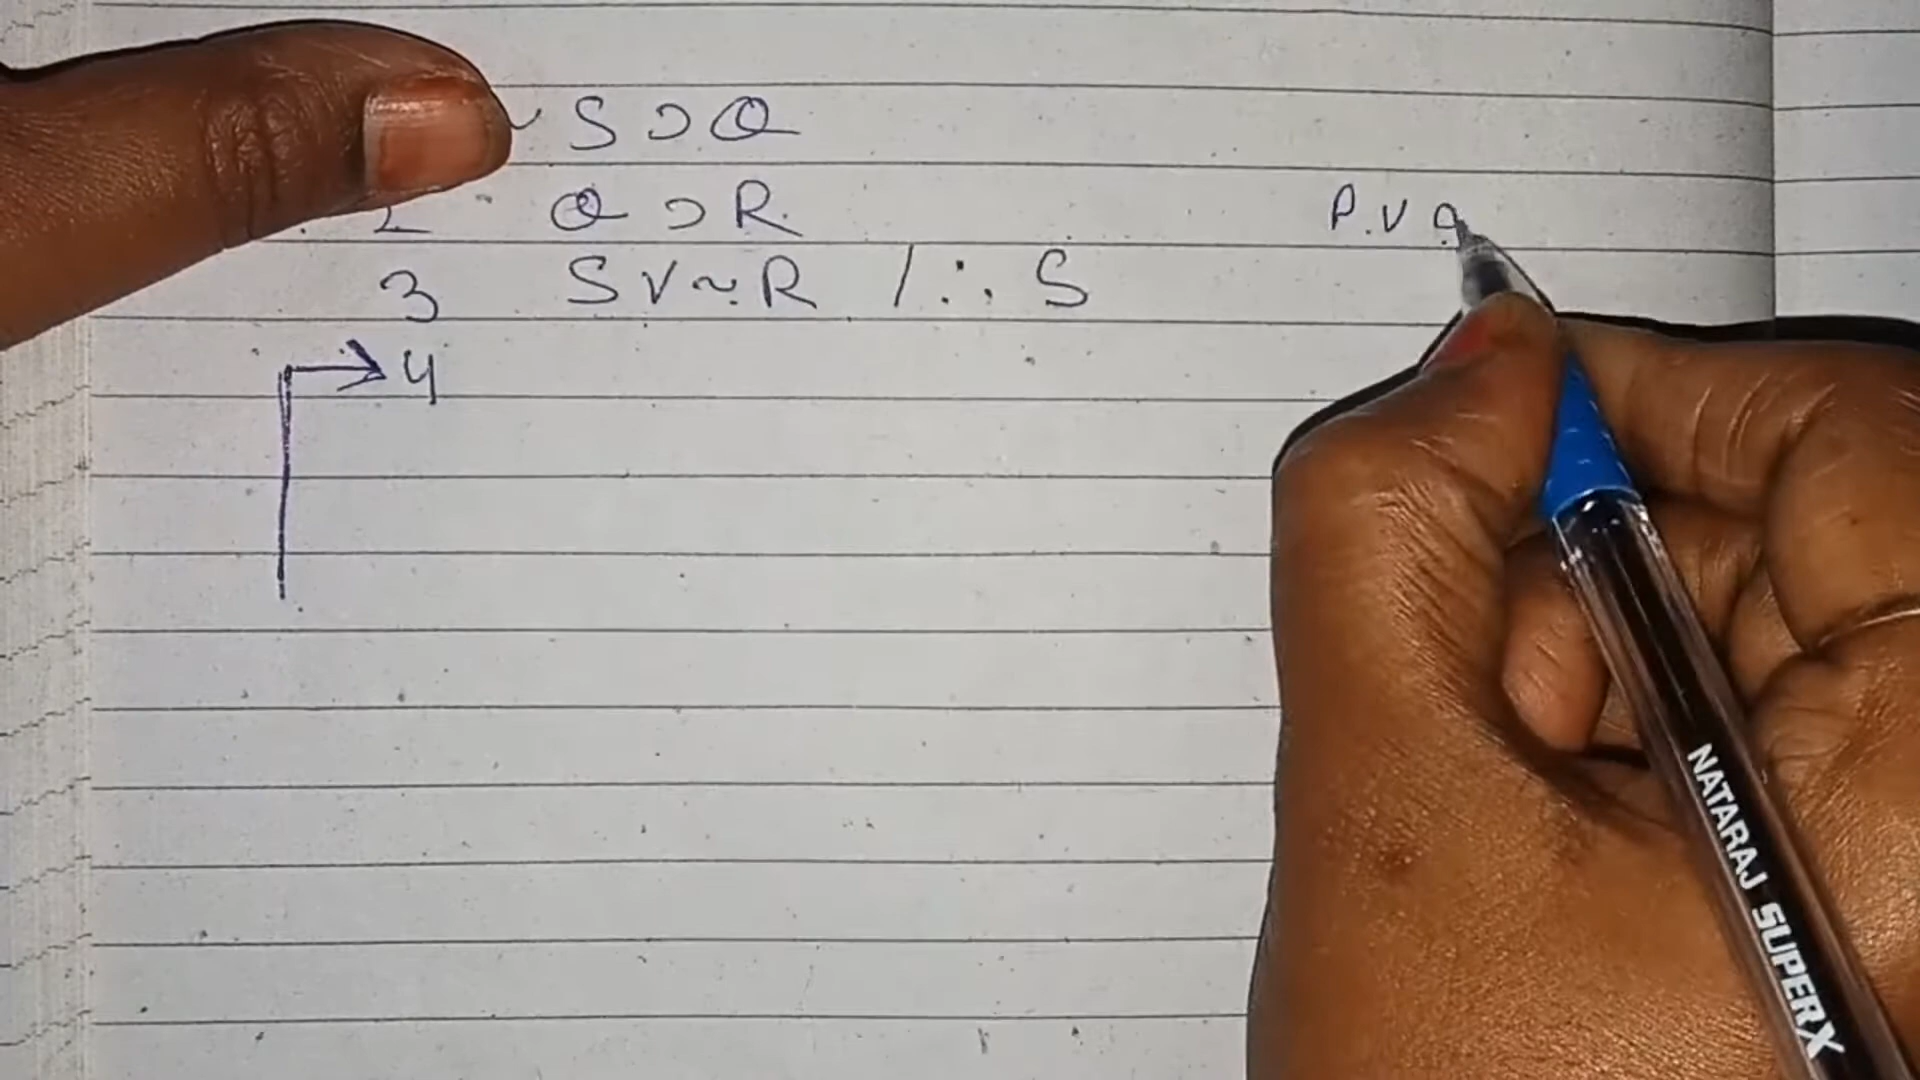 ~ S ⊃ Q
2 Q ⊃ R
3 S V ~ R / ∴ S
→ 4
P V Q
NATARAJ SUPERX